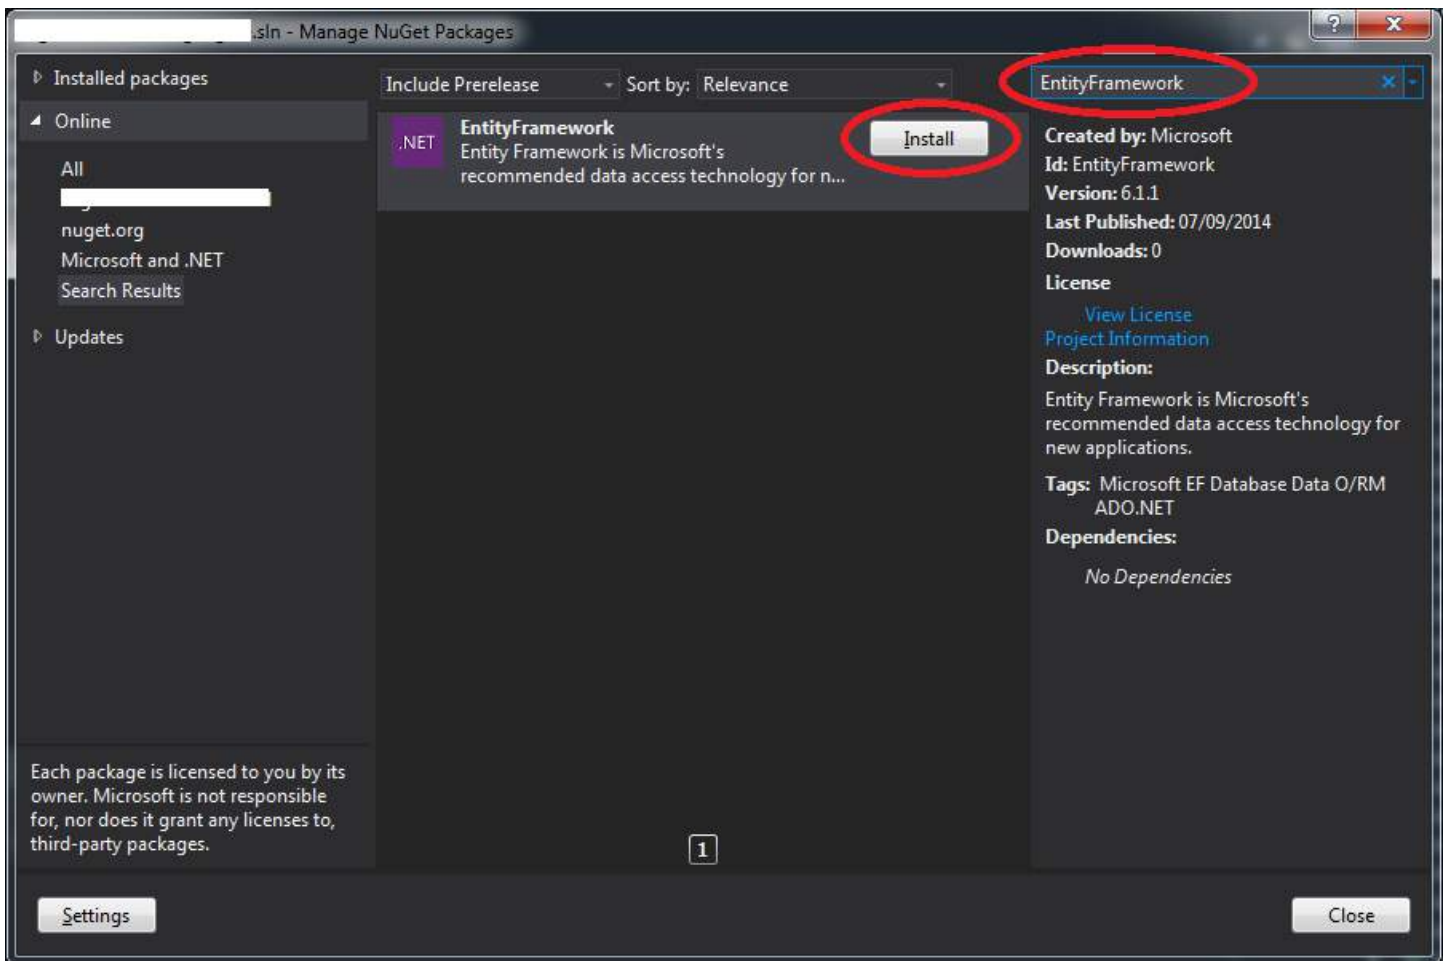 .sln - Manage NuGet Packages
?
X
Installed packages
Online
All
nuget.org
Microsoft and .NET
Search Results
Updates
Each package is licensed to you by its
owner. Microsoft is not responsible
for, nor does it grant any licenses to,
third-party packages.
Settings
Include Prerelease
Sort by: Relevance
.NET
EntityFramework
Entity Framework is Microsoft's
recommended data access technology for n...
Install
1
EntityFramework
Created by: Microsoft
Id: EntityFramework
Version: 6.1.1
Last Published: 07/09/2014
Downloads: 0
License
View License
Project Information
Description:
Entity Framework is Microsoft's
recommended data access technology for
new applications.
Tags: Microsoft EF Database Data O/RM
ADO.NET
Dependencies:
No Dependencies
Close